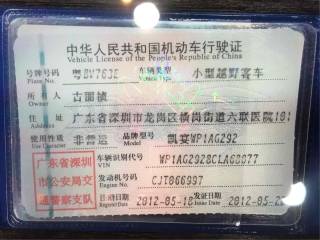 中华人民共和国机动车行驶证
Vehicle License of the People's Republic of China
号牌号码 粤BV763E 车辆类型 小型越野客车
Plate No. Vehicle Type
所有人 古面槟
Owner
住址 广东省深圳市龙岗区横岗街道六联医院191
Address
使用性质 非营运 品牌型号 凯宴WP1AG292
Use Character Model
广东省深圳 车辆识别代号 WP1AG2928CLA60877
VIN
市公安局交 发动机号码 CJT066997
Engine No.
通警察支队 注册日期 2012-05-18 发证日期 2012-05-2
Register Date Issue Date